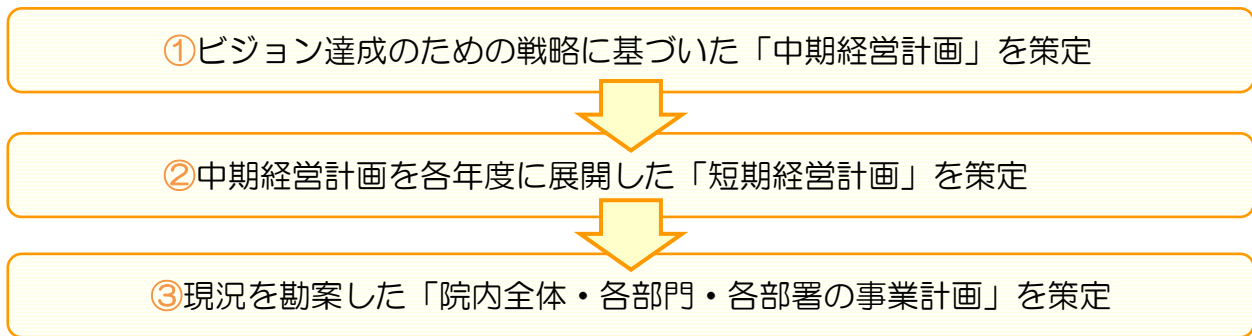 ①ビジョン達成のための戦略に基づいた「中期経営計画」を策定
②中期経営計画を各年度に展開した「短期経営計画」を策定
③現況を勘案した「院内全体・各部門・各部署の事業計画」を策定